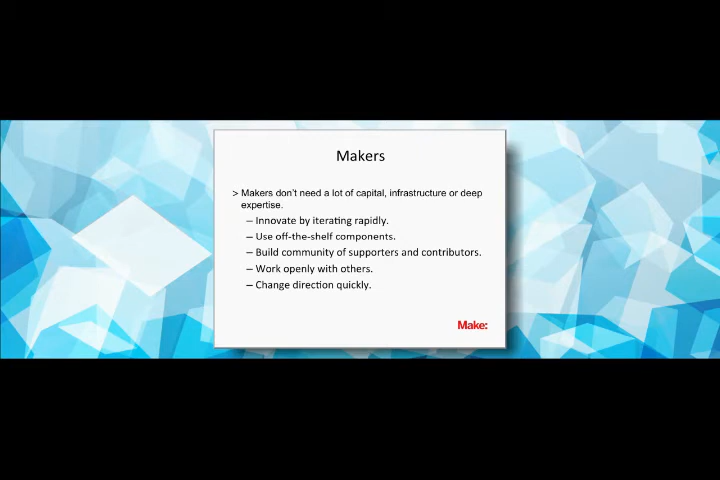 Makers
> Makers don't need a lot of capital, infrastructure or deep
expertise.
– Innovate by iterating rapidly.
– Use off-the-shelf components.
– Build community of supporters and contributors.
– Work openly with others.
– Change direction quickly.
Make: